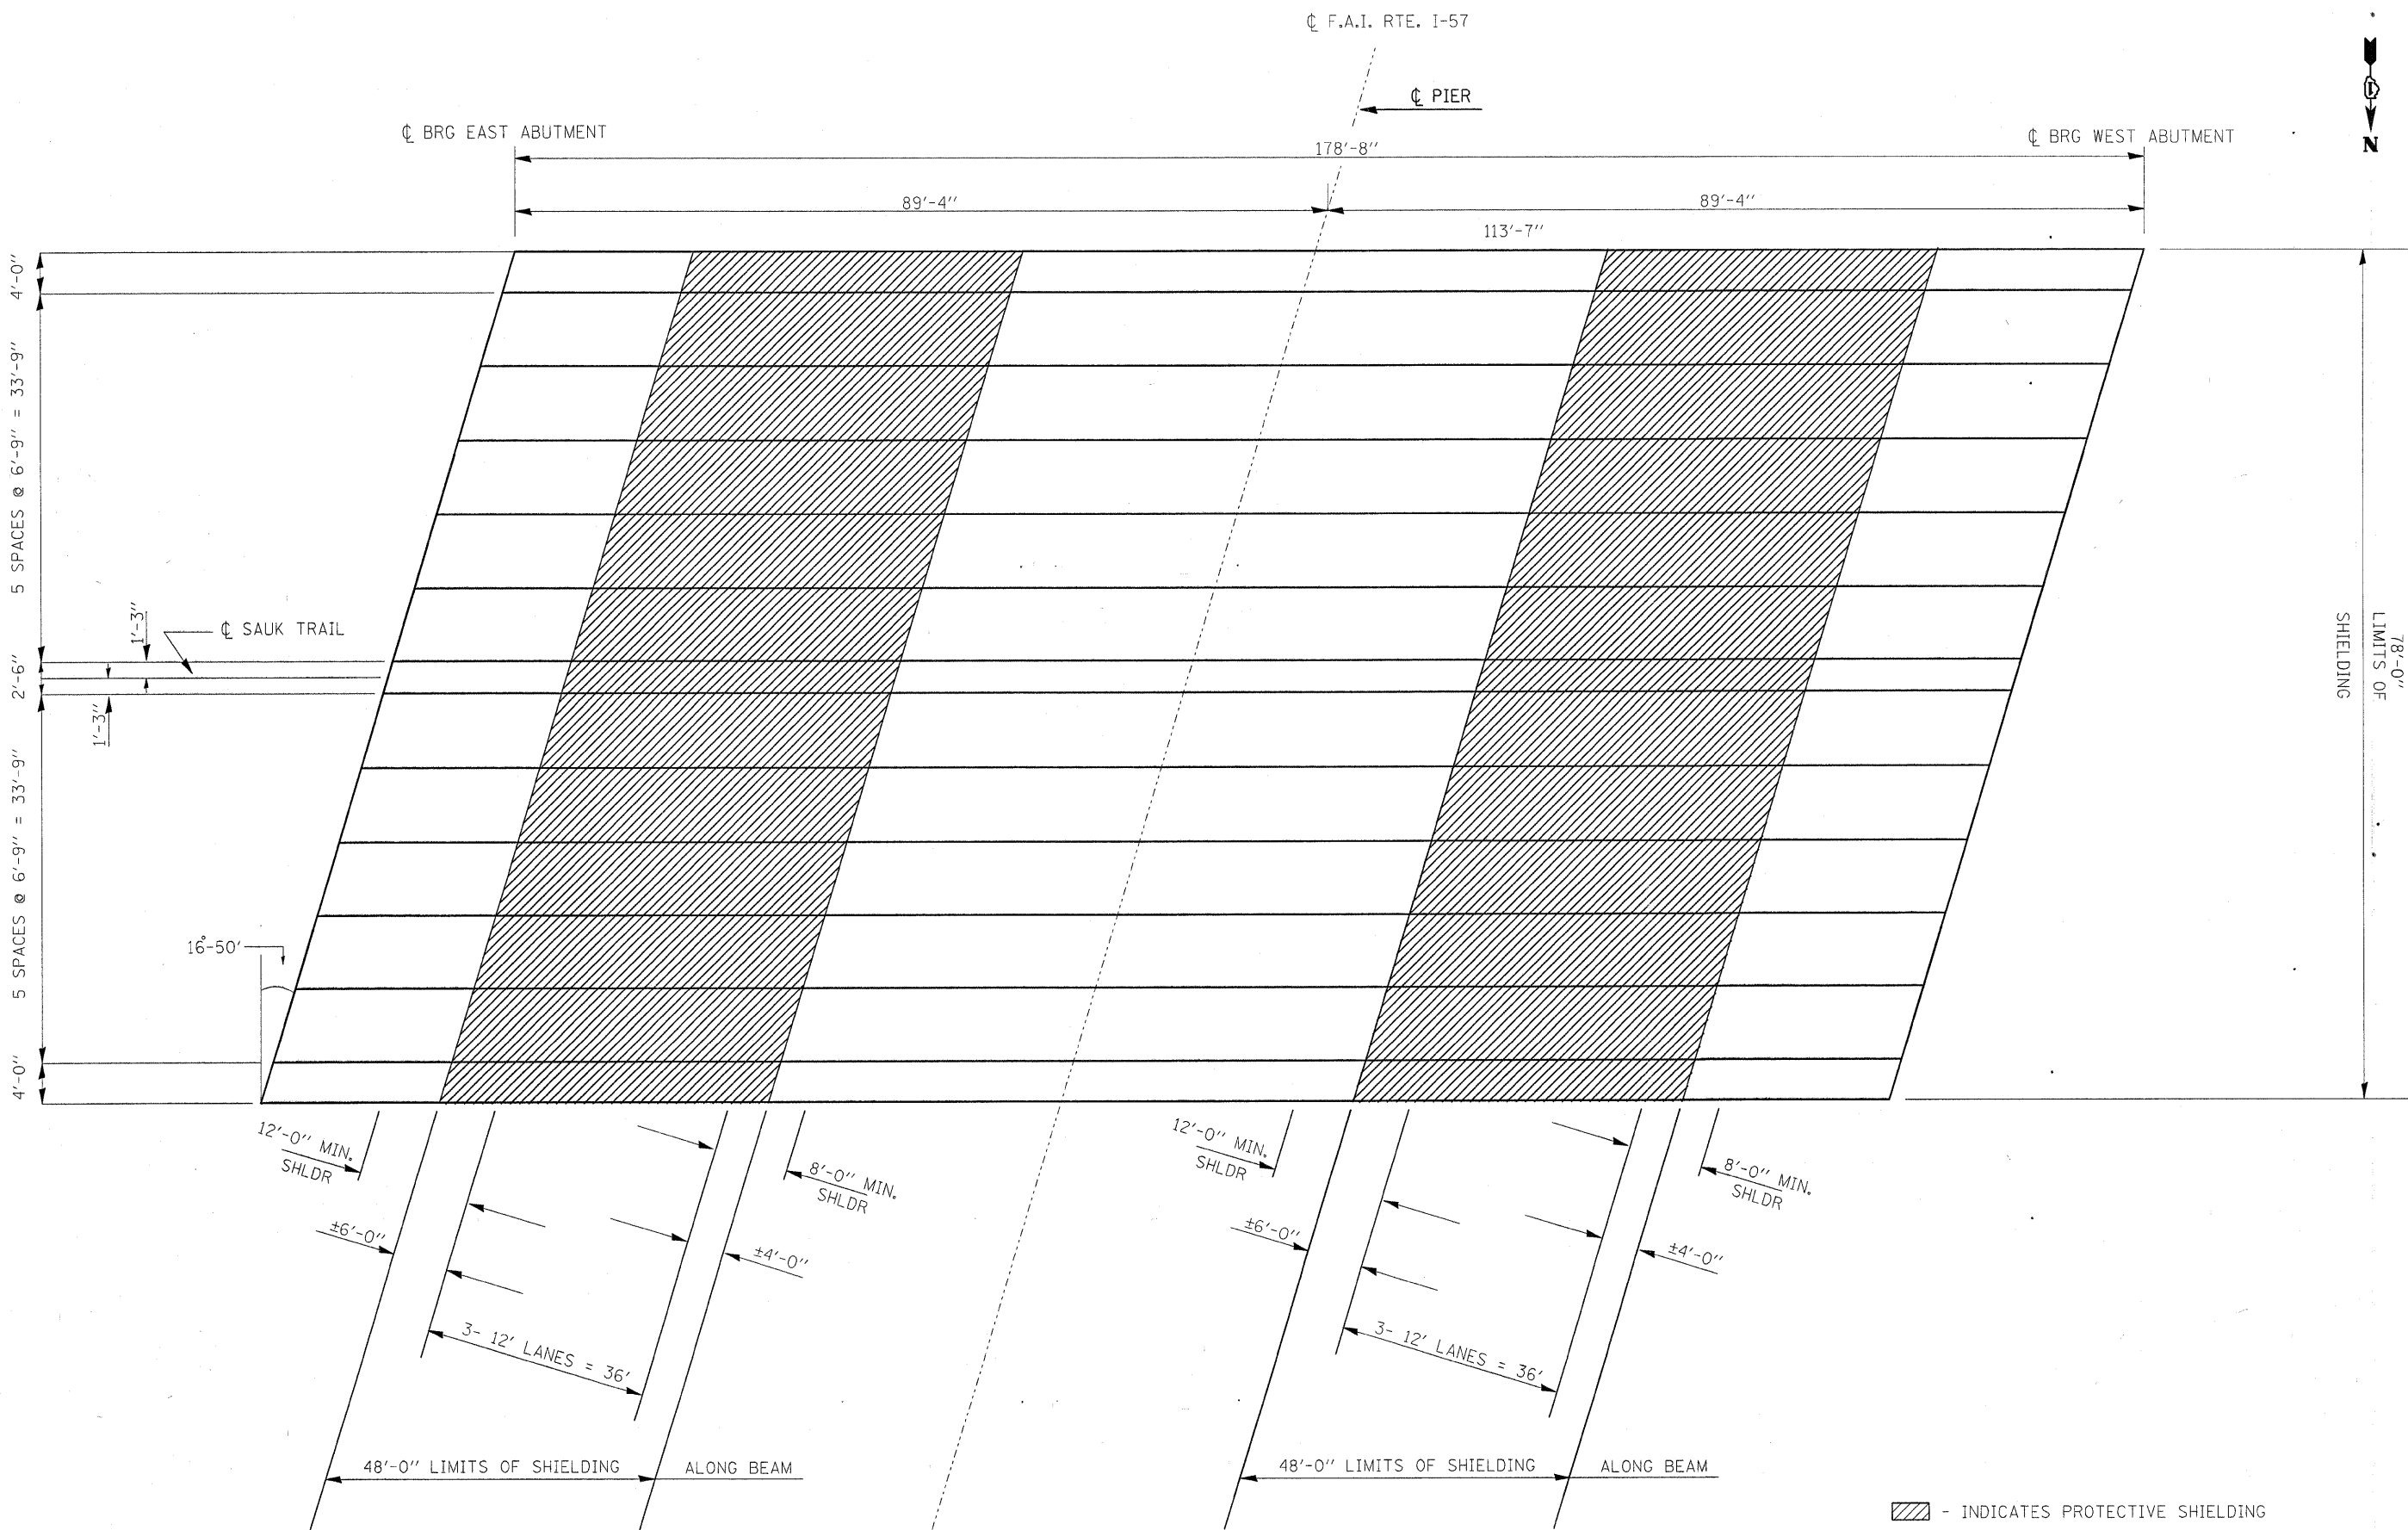 ℄ F.A.I. RTE. I-57
℄ PIER
℄ BRG EAST ABUTMENT
℄ BRG WEST ABUTMENT
N
178'-8"
89'-4"
89'-4"
113'-7"
4'-0"
5 SPACES @ 6'-9" = 33'-9"
1'-3"
℄ SAUK TRAIL
2'-6"
1'-3"
5 SPACES @ 6'-9" = 33'-9"
4'-0"
16°-50'
78'-0"
LIMITS OF
SHIELDING
12'-0" MIN.
SHLDR
8'-0" MIN.
SHLDR
±6'-0"
±4'-0"
3- 12' LANES = 36'
48'-0" LIMITS OF SHIELDING
ALONG BEAM
12'-0" MIN.
SHLDR
8'-0" MIN.
SHLDR
±6'-0"
±4'-0"
3- 12' LANES = 36'
48'-0" LIMITS OF SHIELDING
ALONG BEAM
- INDICATES PROTECTIVE SHIELDING